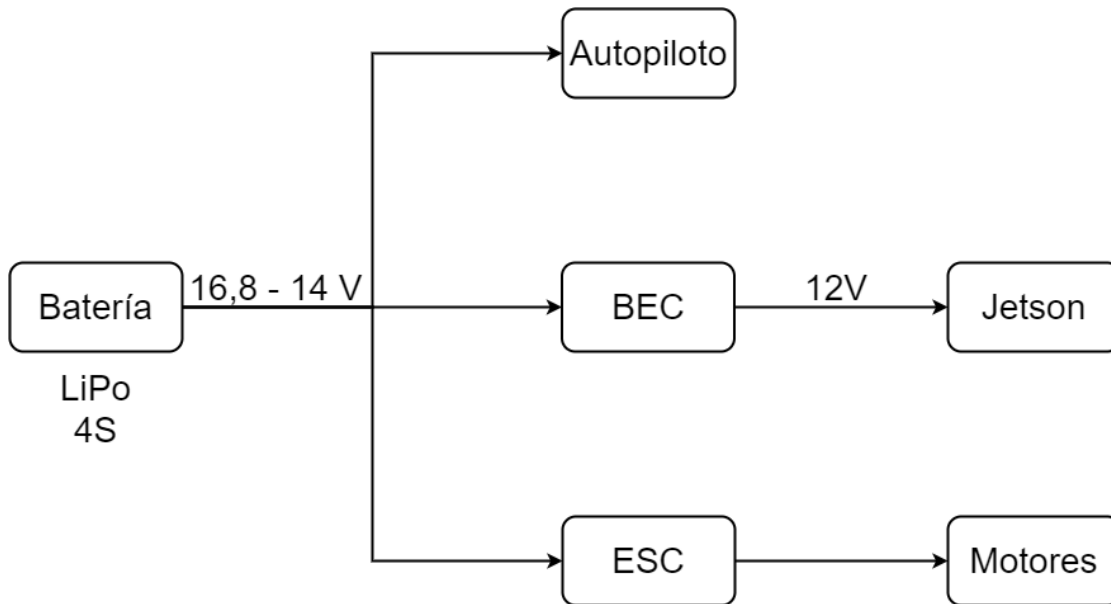 Autopiloto
Batería
16,8 - 14 V
BEC
12V
Jetson
LiPo
4S
ESC
Motores